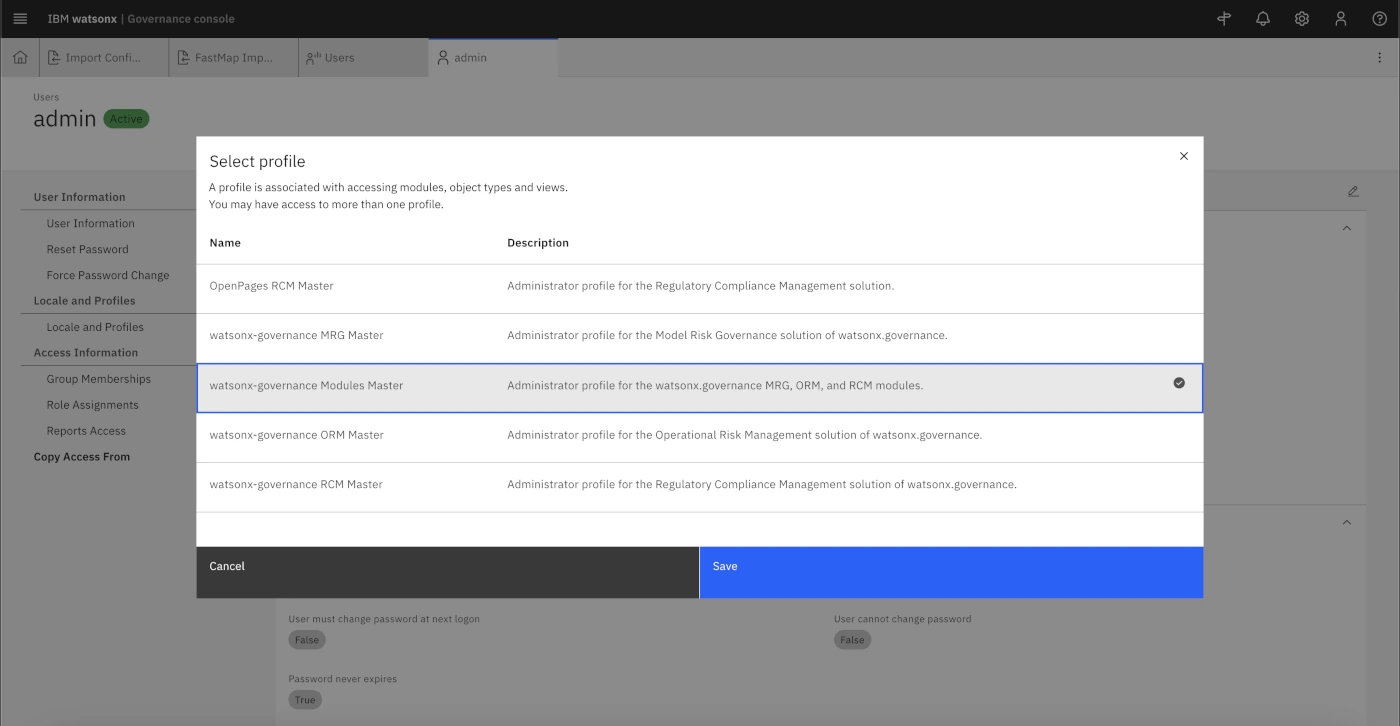 IBM watsonx | Governance console
Import Confi...
FastMap Imp...
Users
admin
Users
admin Active
Select profile
A profile is associated with accessing modules, object types and views.
You may have access to more than one profile.
Name Description
OpenPages RCM Master Administrator profile for the Regulatory Compliance Management solution.
watsonx-governance MRG Master Administrator profile for the Model Risk Governance solution of watsonx.governance.
watsonx-governance Modules Master Administrator profile for the watsonx.governance MRG, ORM, and RCM modules.
watsonx-governance ORM Master Administrator profile for the Operational Risk Management solution of watsonx.governance.
watsonx-governance RCM Master Administrator profile for the Regulatory Compliance Management solution of watsonx.governance.
Cancel Save
User Information
User Information
Reset Password
Force Password Change
Locale and Profiles
Locale and Profiles
Access Information
Group Memberships
Role Assignments
Reports Access
Copy Access From
User must change password at next logon
False
User cannot change password
False
Password never expires
True